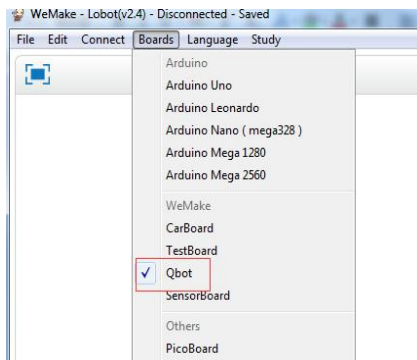 WeMake - Lobot(v2.4) - Disconnected - Saved
File Edit Connect Boards Language Study
Arduino
Arduino Uno
Arduino Leonardo
Arduino Nano ( mega328 )
Arduino Mega 1280
Arduino Mega 2560
WeMake
CarBoard
TestBoard
Qbot
SensorBoard
Others
PicoBoard